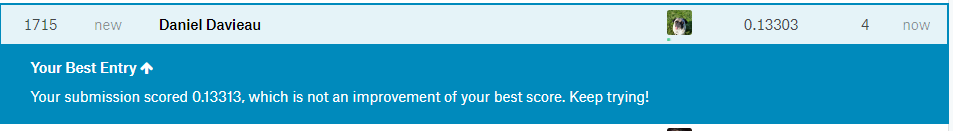 1715 new Daniel Davieau 0.13303 4 now
Your Best Entry
Your submission scored 0.13313, which is not an improvement of your best score. Keep trying!